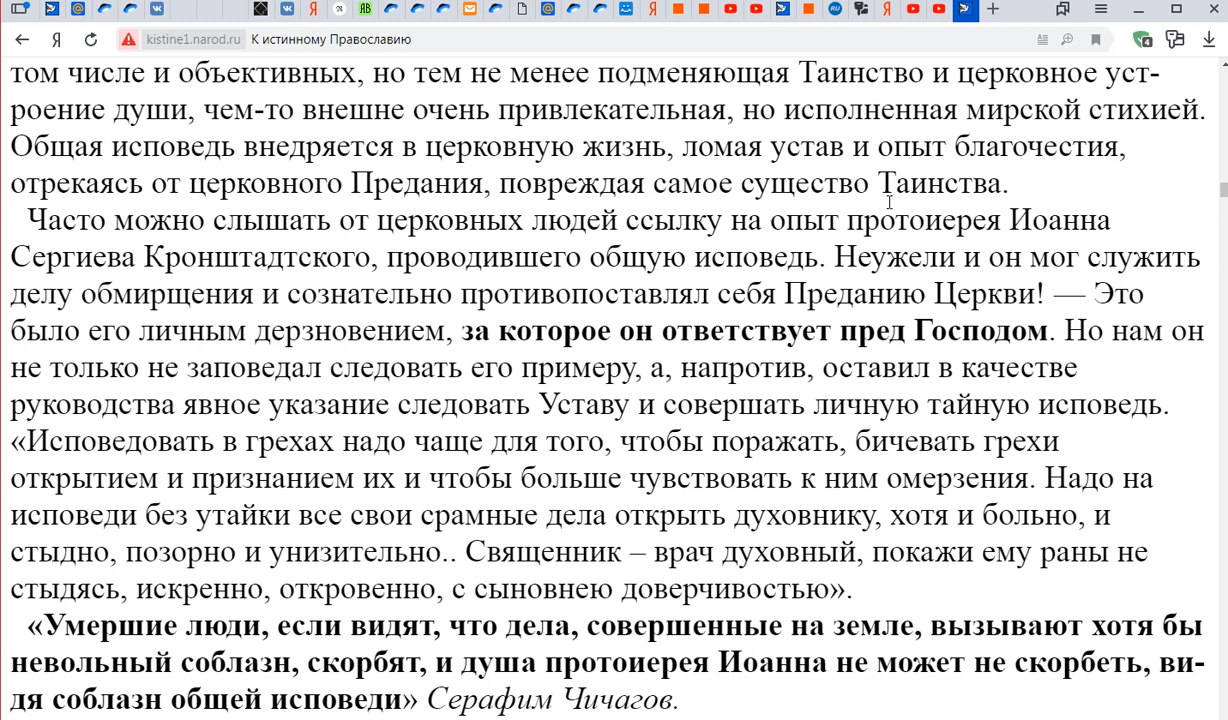 kistine1.narod.ru К истинному Православию
том числе и объективных, но тем не менее подменяющая Таинство и церковное уст-
роение души, чем-то внешне очень привлекательная, но исполненная мирской стихией.
Общая исповедь внедряется в церковную жизнь, ломая устав и опыт благочестия,
отрекаясь от церковного Предания, повреждая самое существо Таинства.
Часто можно слышать от церковных людей ссылку на опыт протоиерея Иоанна
Сергиева Кронштадтского, проводившего общую исповедь. Неужели и он мог служить
делу обмирщения и сознательно противопоставлял себя Преданию Церкви! — Это
было его личным дерзновением, за которое он ответствует пред Господом. Но нам он
не только не заповедал следовать его примеру, а, напротив, оставил в качестве
руководства явное указание следовать Уставу и совершать личную тайную исповедь.
«Исповедовать в грехах надо чаще для того, чтобы поражать, бичевать грехи
открытием и признанием их и чтобы больше чувствовать к ним омерзения. Надо на
исповеди без утайки все свои срамные дела открыть духовнику, хотя и больно, и
стыдно, позорно и унизительно.. Священник – врач духовный, покажи ему раны не
стыдясь, искренно, откровенно, с сыновнею доверчивостью».
«Умершие люди, если видят, что дела, совершенные на земле, вызывают хотя бы
невольный соблазн, скорбят, и душа протоиерея Иоанна не может не скорбеть, ви-
дя соблазн общей исповеди» Серафим Чичагов.